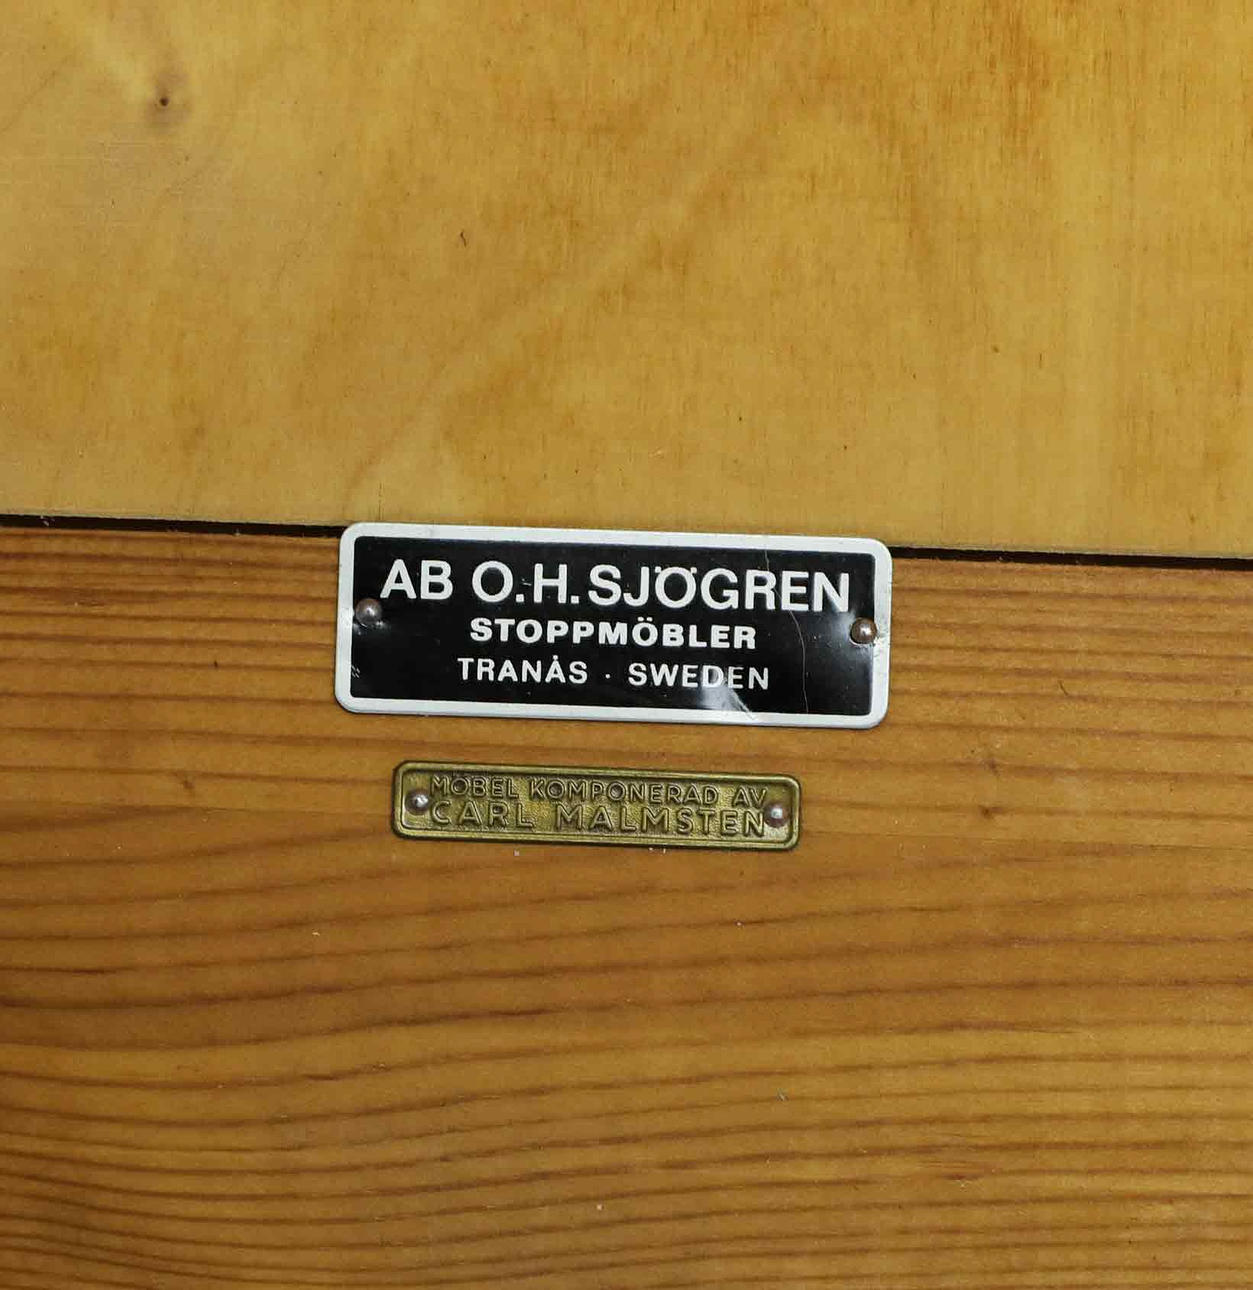 AB O.H. SJÖGREN
STOPPMÖBLER
TRANÅS · SWEDEN
MÖBEL KOMPONERAD AV
CARL MALMSTEN